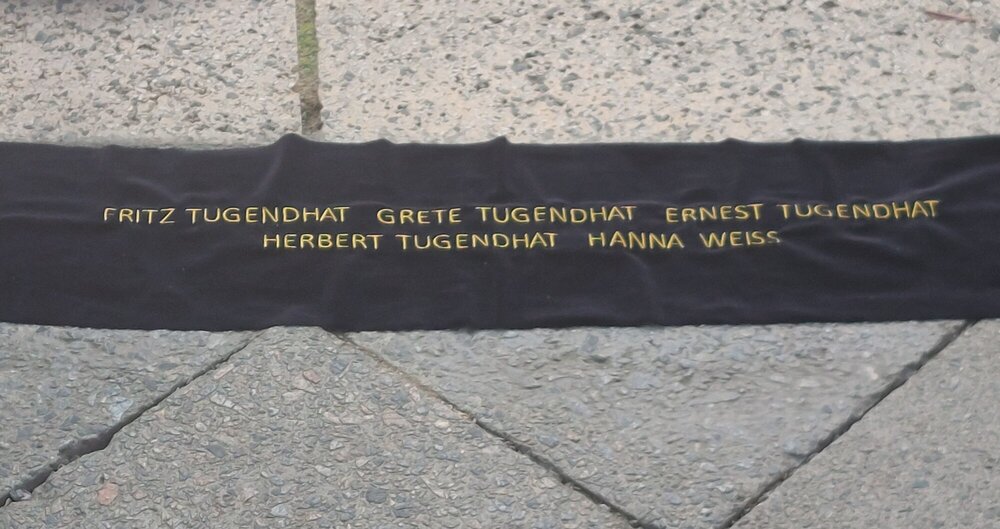 FRITZ TUGENDHAT GRETE TUGENDHAT ERNEST TUGENDHAT
HERBERT TUGENDHAT HANNA WEISS